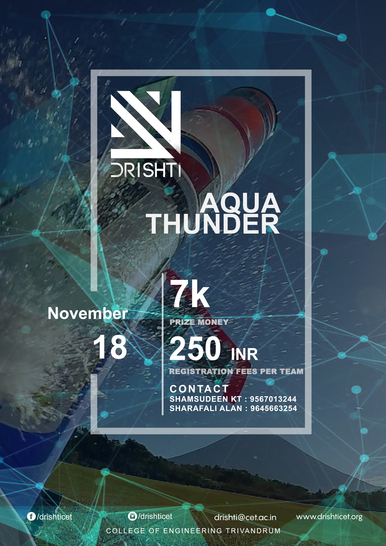 DRISHTI
AQUA
THUNDER
November
18
7k
PRIZE MONEY
250 INR
REGISTRATION FEES PER TEAM
CONTACT
SHAMSUDEEN KT : 9567013244
SHARAFALI ALAN : 9645663254
/drishticet
/drishticet
drishti@cet.ac.in
www.drishticet.org
COLLEGE OF ENGINEERING TRIVANDRUM